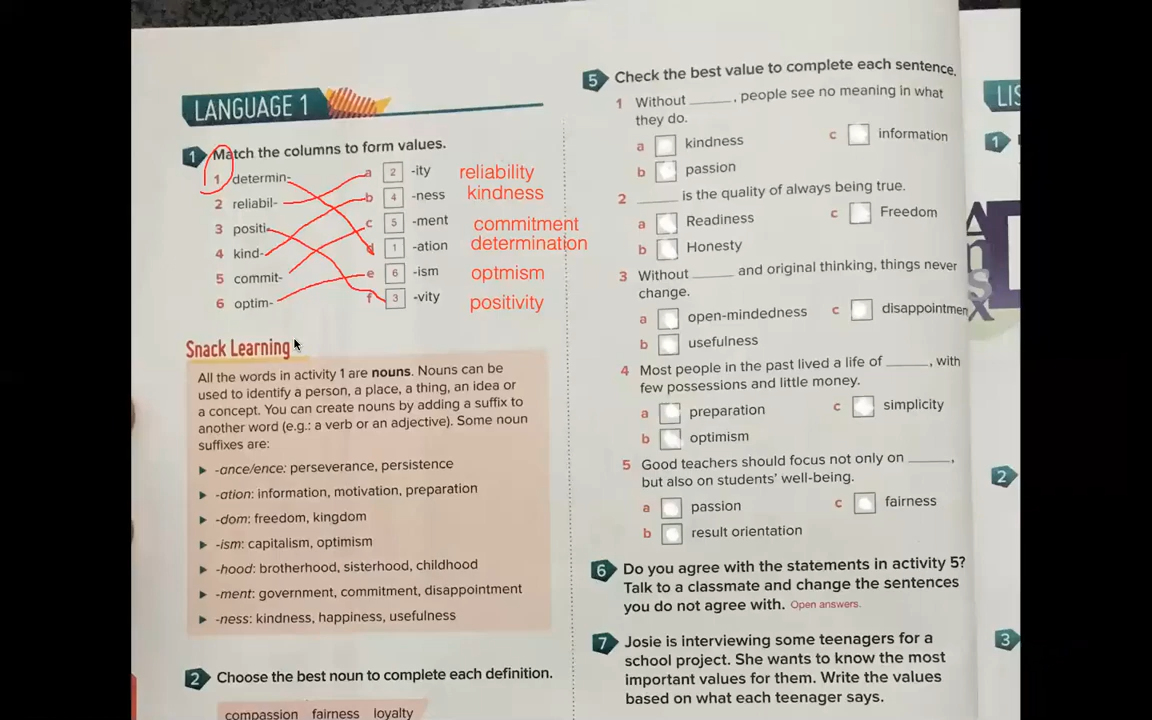 LANGUAGE 1
1 Match the columns to form values.
1 determin-
2 reliabil-
3 positi-
4 kind-
5 commit-
6 optim-
a 2 -ity reliability
b 4 -ness kindness
c 5 -ment commitment
d 1 -ation determination
e 6 -ism optmism
f 3 -vity positivity
Snack Learning
All the words in activity 1 are nouns. Nouns can be
used to identify a person, a place, a thing, an idea or
a concept. You can create nouns by adding a suffix to
another word (e.g.: a verb or an adjective). Some noun
suffixes are:
-ance/ence: perseverance, persistence
-ation: information, motivation, preparation
-dom: freedom, kingdom
-ism: capitalism, optimism
-hood: brotherhood, sisterhood, childhood
-ment: government, commitment, disappointment
-ness: kindness, happiness, usefulness
2 Choose the best noun to complete each definition.
compassion fairness loyalty
5 Check the best value to complete each sentence.
1 Without _____, people see no meaning in what
they do.
a kindness c information
b passion
2 _____ is the quality of always being true.
a Readiness c Freedom
b Honesty
3 Without _____ and original thinking, things never
change.
a open-mindedness c disappointmen
b usefulness
4 Most people in the past lived a life of _____, with
few possessions and little money.
a preparation c simplicity
b optimism
5 Good teachers should focus not only on _____,
but also on students' well-being.
a passion c fairness
b result orientation
6 Do you agree with the statements in activity 5?
Talk to a classmate and change the sentences
you do not agree with. Open answers.
7 Josie is interviewing some teenagers for a
school project. She wants to know the most
important values for them. Write the values
based on what each teenager says.
LIS
1
2
3